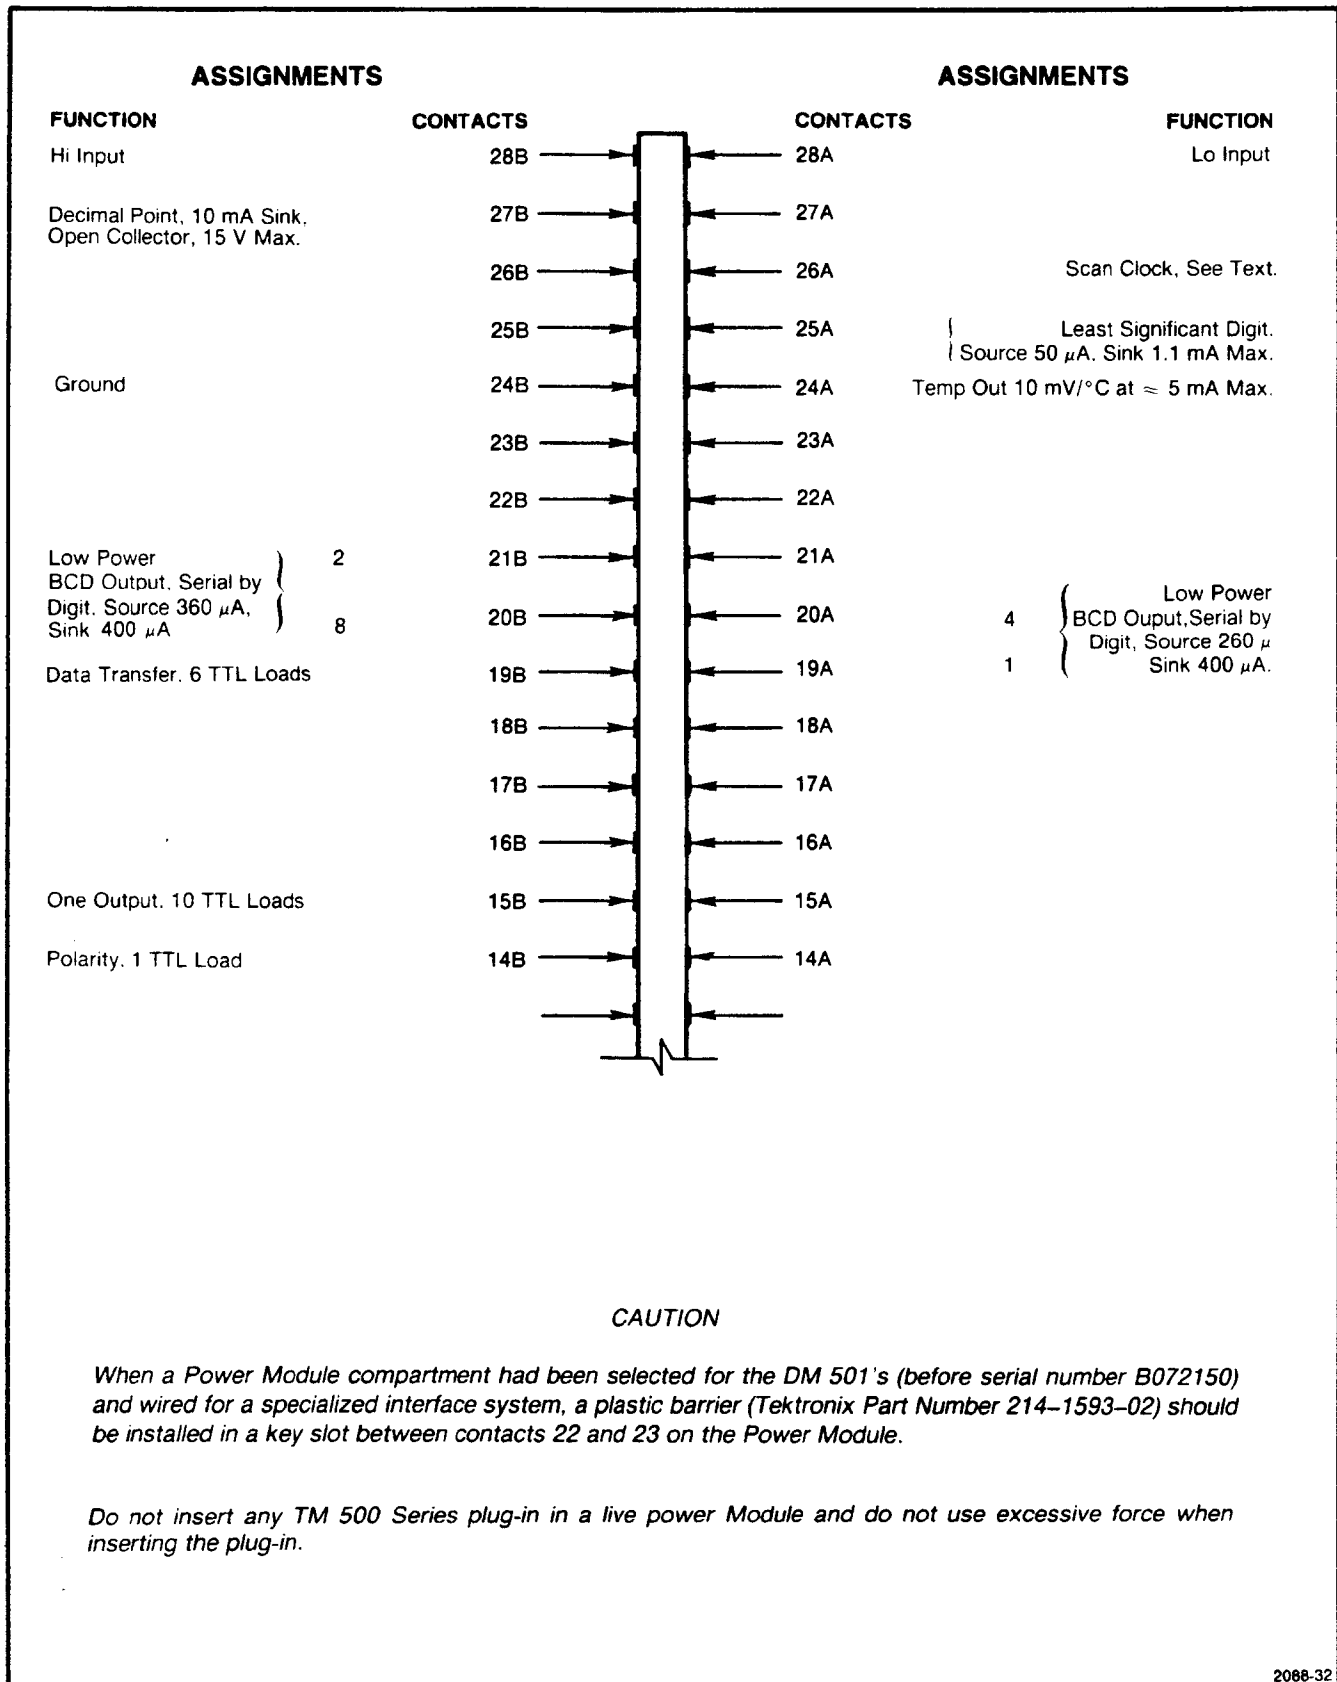 ASSIGNMENTS ASSIGNMENTS
FUNCTION CONTACTS CONTACTS FUNCTION
Hi Input 28B 28A Lo Input
Decimal Point, 10 mA Sink, 27B 27A
Open Collector, 15 V Max.
26B 26A Scan Clock, See Text.
25B 25A Least Significant Digit.
Source 50 μA. Sink 1.1 mA Max.
Ground 24B 24A Temp Out 10 mV/°C at ≈ 5 mA Max.
23B 23A
22B 22A
Low Power 2 21B 21A
BCD Output, Serial by
Low Power
Digit. Source 360 μA, 20B 20A 4 BCD Ouput,Serial by
Sink 400 μA 8
Digit, Source 260 μ
Data Transfer. 6 TTL Loads 19B 19A 1 Sink 400 μA.
18B 18A
17B 17A
16B 16A
One Output. 10 TTL Loads 15B 15A
Polarity. 1 TTL Load 14B 14A
CAUTION
When a Power Module compartment had been selected for the DM 501's (before serial number B072150)
and wired for a specialized interface system, a plastic barrier (Tektronix Part Number 214–1593–02) should
be installed in a key slot between contacts 22 and 23 on the Power Module.
Do not insert any TM 500 Series plug-in in a live power Module and do not use excessive force when
inserting the plug-in.
2088-32